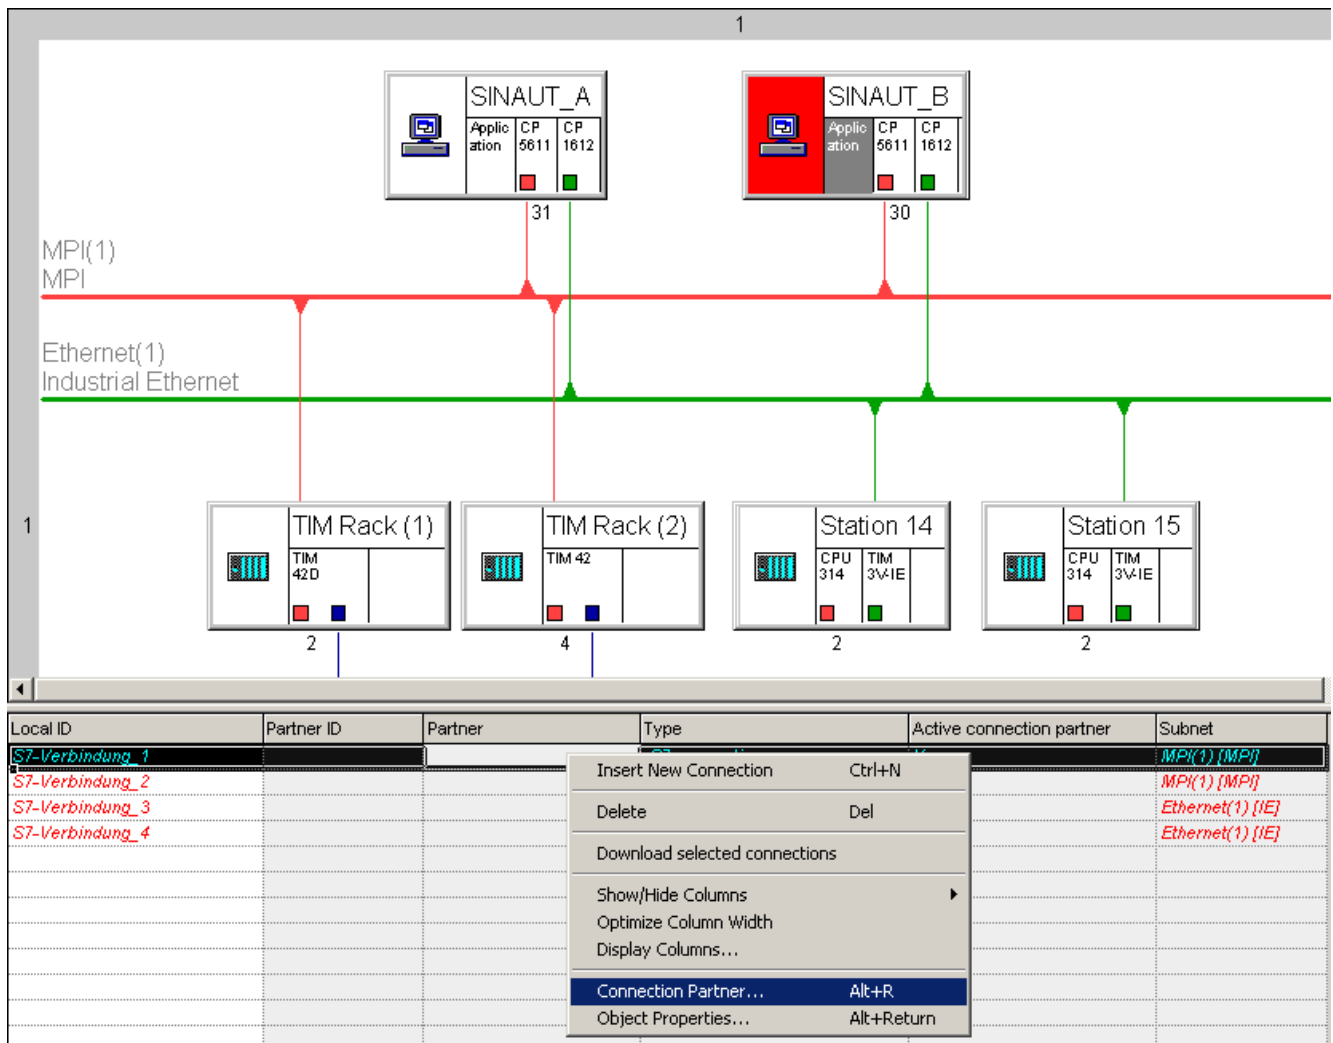 1
SINAUT_A
Applic
ation
CP
5611
CP
1612
31
SINAUT_B
Applic
ation
CP
5611
CP
1612
30
MPI(1)
MPI
Ethernet(1)
Industrial Ethernet
1
TIM Rack (1)
TIM
42D
2
TIM Rack (2)
TIM 42
4
Station 14
CPU
314
TIM
3V-IE
2
Station 15
CPU
314
TIM
3V-IE
2
Local ID Partner ID Partner Type Active connection partner Subnet
S7-Verbindung_1 MPI(1) [MPI]
S7-Verbindung_2 MPI(1) [MPI]
S7-Verbindung_3 Ethernet(1) [IE]
S7-Verbindung_4 Ethernet(1) [IE]
Insert New Connection Ctrl+N
Delete Del
Download selected connections
Show/Hide Columns
Optimize Column Width
Display Columns...
Connection Partner... Alt+R
Object Properties... Alt+Return